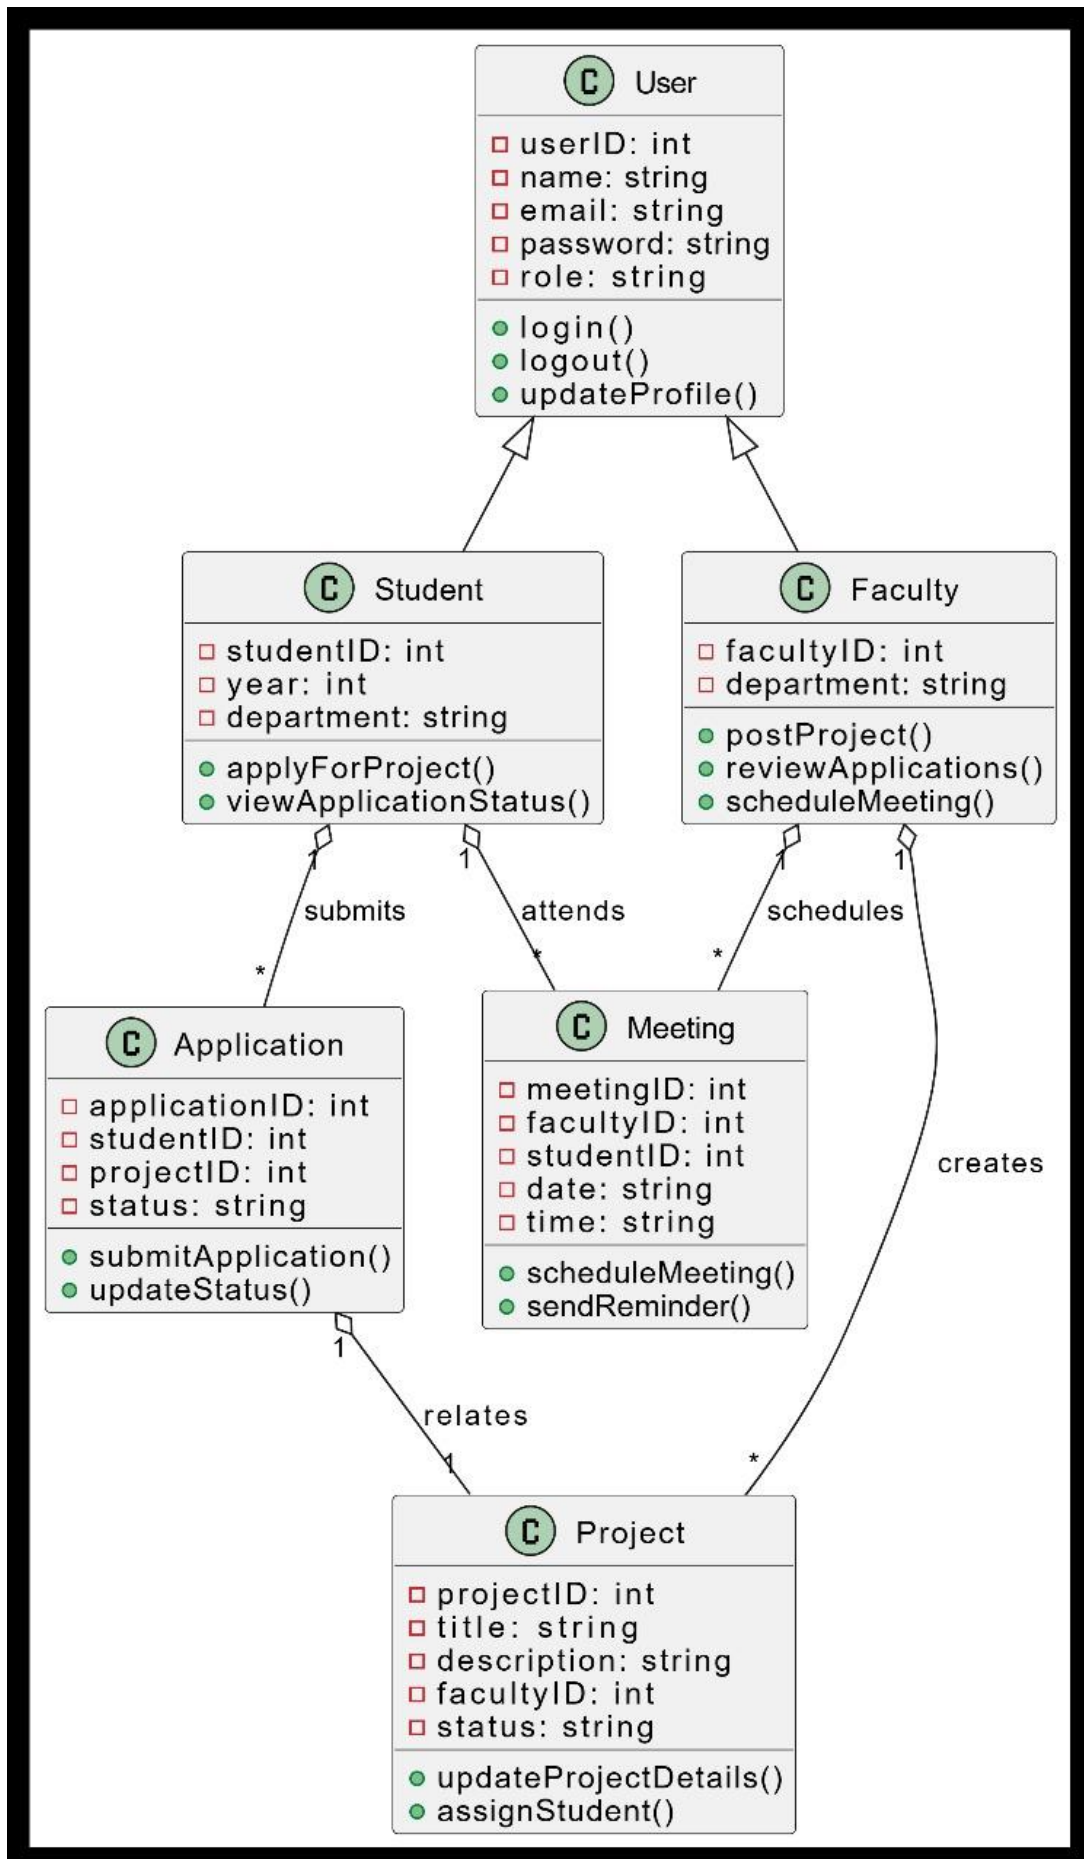 C User
userID: int
name: string
email: string
password: string
role: string
login()
logout()
updateProfile()
C Student
studentID: int
year: int
department: string
applyForProject()
viewApplicationStatus()
C Faculty
facultyID: int
department: string
postProject()
reviewApplications()
scheduleMeeting()
1
1
1
1
submits
attends
schedules
*
*
*
C Application
applicationID: int
studentID: int
projectID: int
status: string
submitApplication()
updateStatus()
C Meeting
meetingID: int
facultyID: int
studentID: int
date: string
time: string
scheduleMeeting()
sendReminder()
creates
1
relates
1
*
C Project
projectID: int
title: string
description: string
facultyID: int
status: string
updateProjectDetails()
assignStudent()